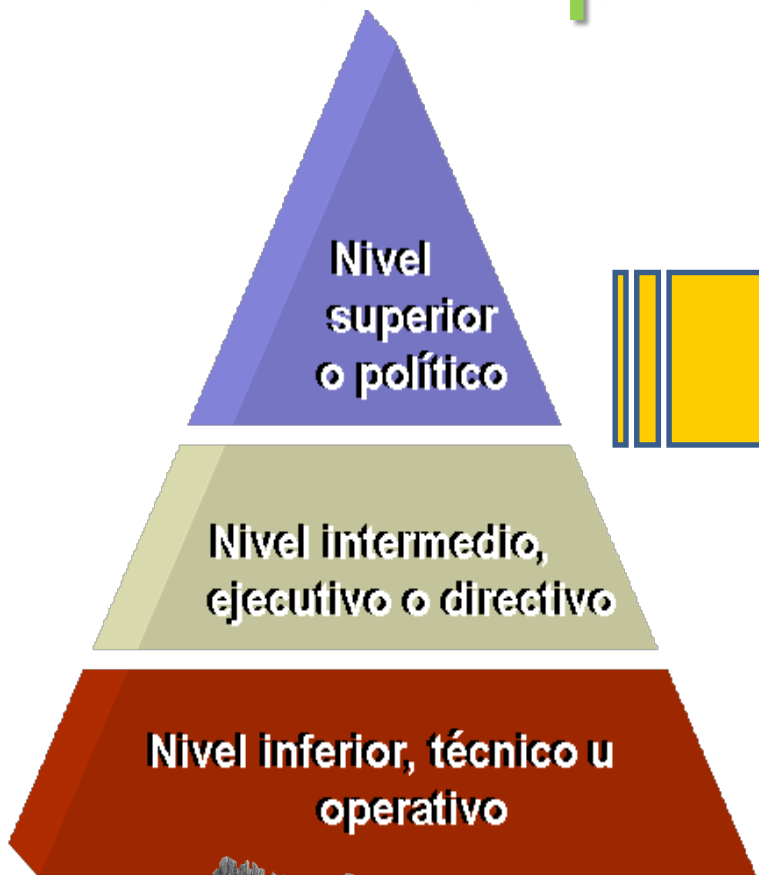 Nivel
superior
o político
Nivel intermedio,
ejecutivo o directivo
Nivel inferior, técnico u
operativo